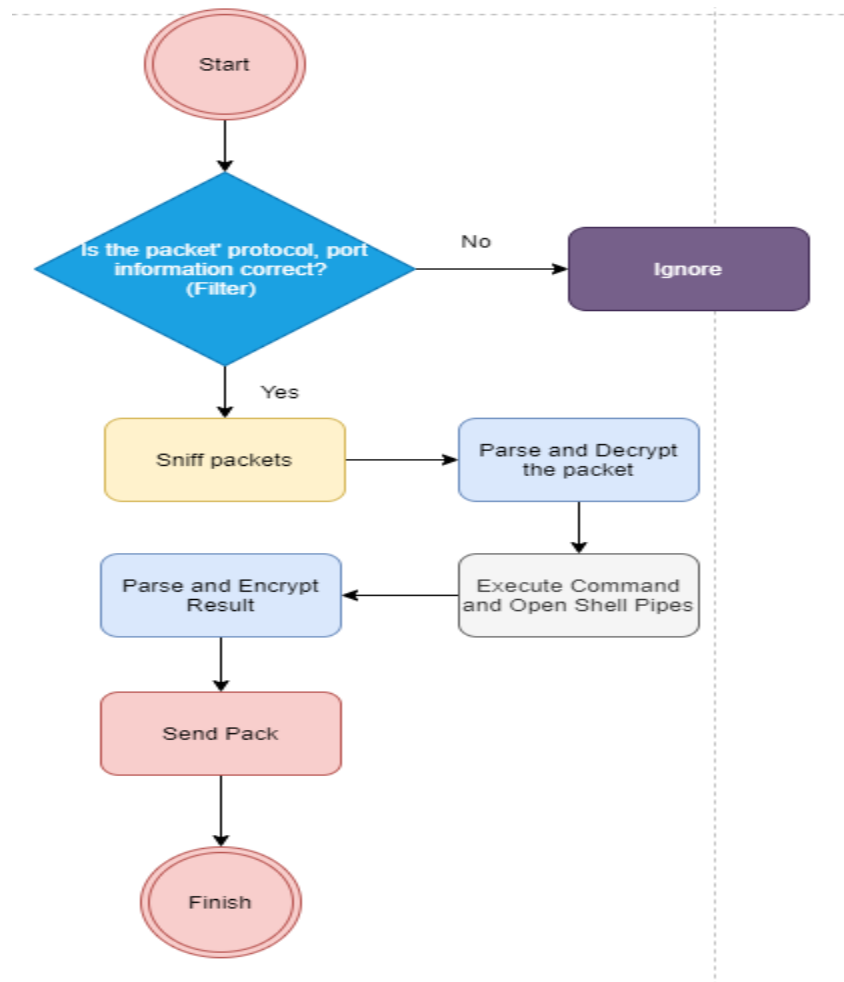 Start
Is the packet' protocol, port
information correct?
(Filter)
No
Ignore
Yes
Sniff packets
Parse and Decrypt
the packet
Execute Command
and Open Shell Pipes
Parse and Encrypt
Result
Send Pack
Finish